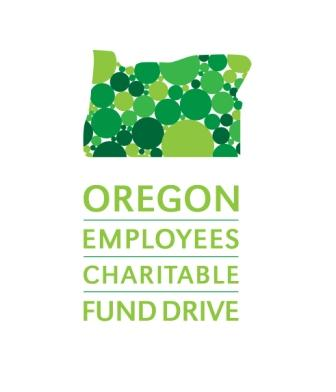 OREGON
EMPLOYEES
CHARITABLE
FUND DRIVE